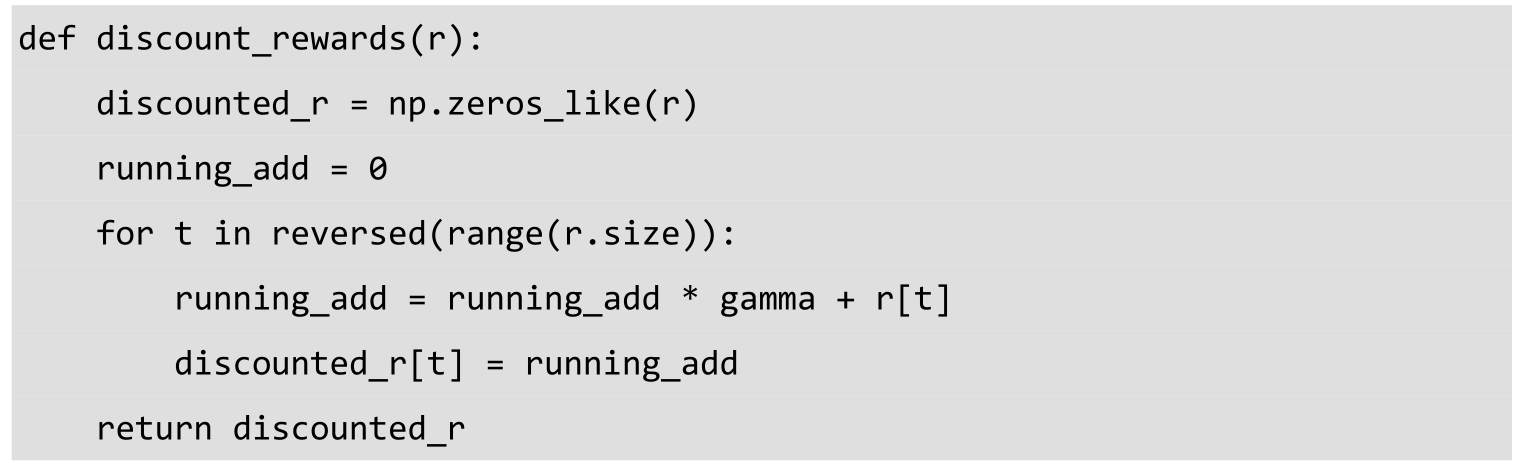 def discount_rewards(r):
    discounted_r = np.zeros_like(r)
    running_add = 0
    for t in reversed(range(r.size)):
        running_add = running_add * gamma + r[t]
        discounted_r[t] = running_add
    return discounted_r